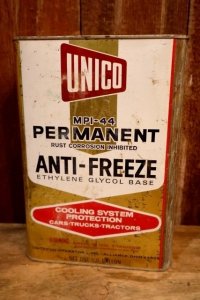 UNICO
MPI-44
PERMANENT
RUST CORROSION INHIBITED
ANTI-FREEZE
ETHYLENE GLYCOL BASE
COOLING SYSTEM
PROTECTION
CARS·TRUCKS·TRACTORS